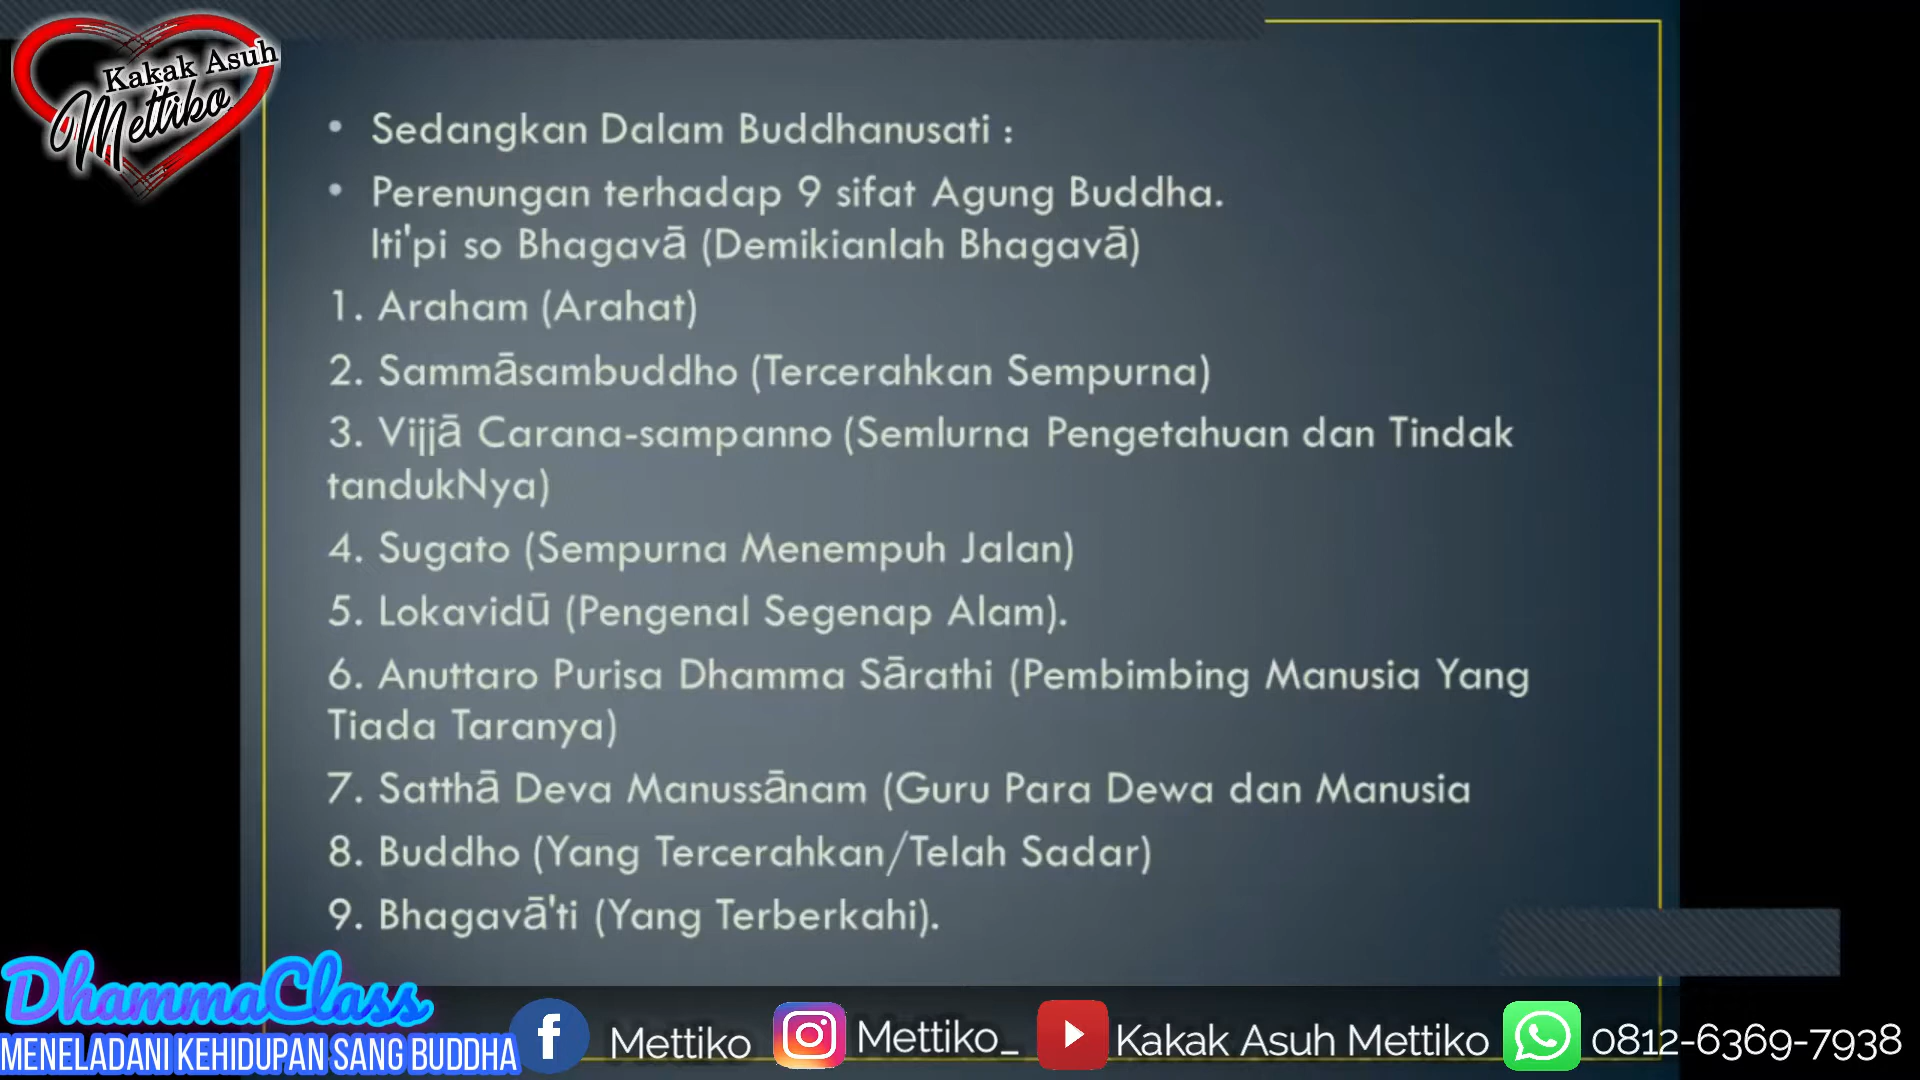 Kakak Asuh
Mettiko
• Sedangkan Dalam Buddhanusati :
• Perenungan terhadap 9 sifat Agung Buddha.
Iti'pi so Bhagavā (Demikianlah Bhagavā)
1. Araham (Arahat)
2. Sammāsambuddho (Tercerahkan Sempurna)
3. Vijjā Carana-sampanno (Semlurna Pengetahuan dan Tindak
tandukNya)
4. Sugato (Sempurna Menempuh Jalan)
5. Lokavidū (Pengenal Segenap Alam).
6. Anuttaro Purisa Dhamma Sārathi (Pembimbing Manusia Yang
Tiada Taranya)
7. Satthā Deva Manussānam (Guru Para Dewa dan Manusia
8. Buddho (Yang Tercerahkan/Telah Sadar)
9. Bhagavā'ti (Yang Terberkahi).
DhammaClass
MENELADANI KEHIDUPAN SANG BUDDHA
Mettiko Mettiko_ Kakak Asuh Mettiko 0812-6369-7938